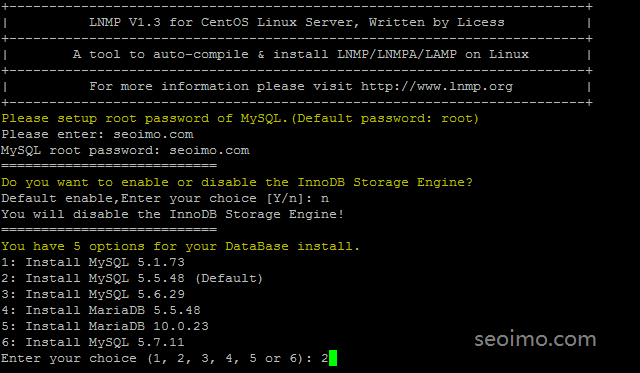 +------------------------------------------------------------------------+
|          LNMP V1.3 for CentOS Linux Server, Written by Licess          |
+------------------------------------------------------------------------+
|        A tool to auto-compile & install LNMP/LNMPA/LAMP on Linux       |
+------------------------------------------------------------------------+
|          For more information please visit http://www.lnmp.org         |
+------------------------------------------------------------------------+
Please setup root password of MySQL.(Default password: root)
Please enter: seoimo.com
MySQL root password: seoimo.com
===========================
Do you want to enable or disable the InnoDB Storage Engine?
Default enable,Enter your choice [Y/n]: n
You will disable the InnoDB Storage Engine!
===========================
You have 5 options for your DataBase install.
1: Install MySQL 5.1.73
2: Install MySQL 5.5.48 (Default)
3: Install MySQL 5.6.29
4: Install MariaDB 5.5.48
5: Install MariaDB 10.0.23
6: Install MySQL 5.7.11
Enter your choice (1, 2, 3, 4, 5 or 6): 2
seoimo.com